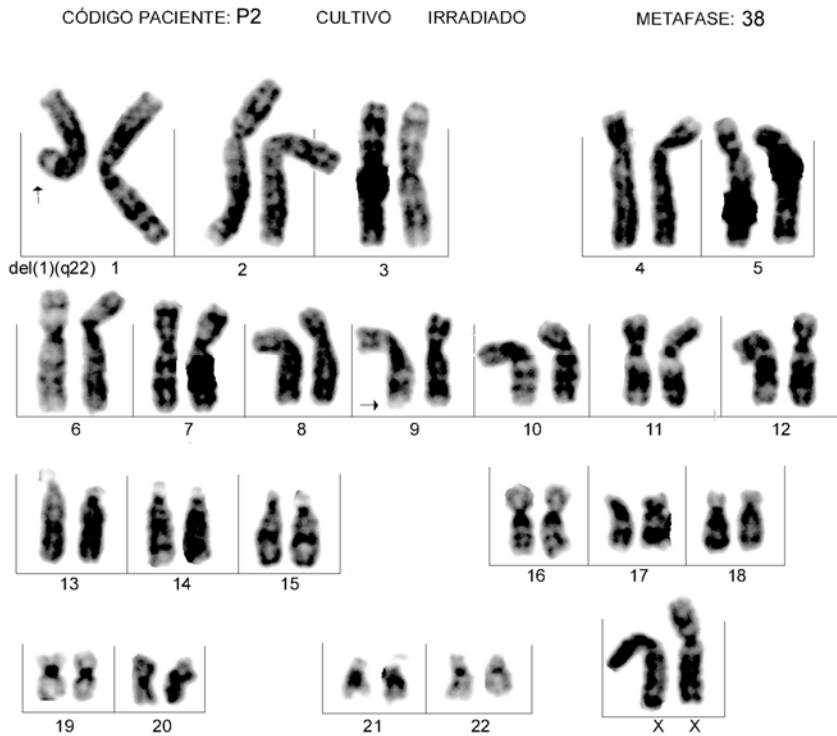 CÓDIGO PACIENTE: P2 CULTIVO IRRADIADO METAFASE: 38
del(1)(q22) 1 2 3 4 5
6 7 8 9 10 11 12
13 14 15 16 17 18
19 20 21 22 X X